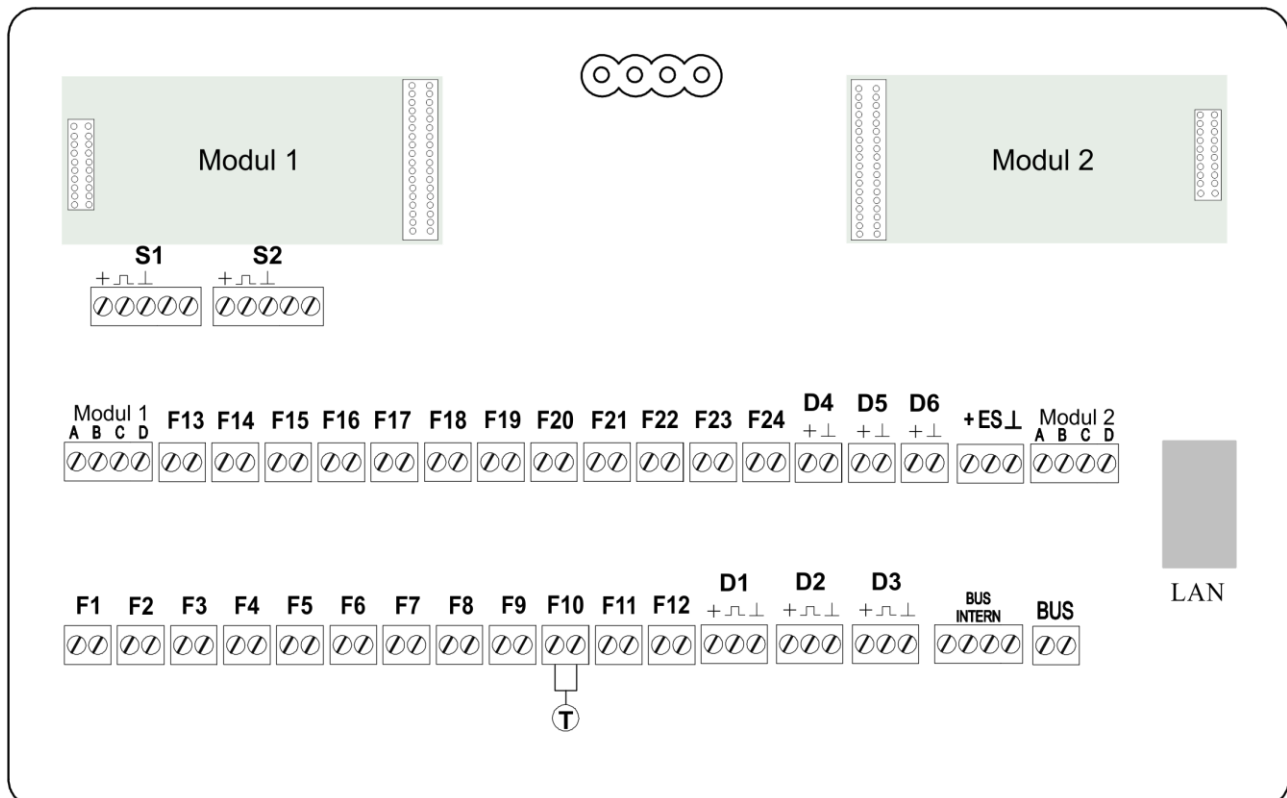 Modul 1
Modul 2
S1 S2
+ ⎍ ⊥ + ⎍ ⊥
Modul 1 F13 F14 F15 F16 F17 F18 F19 F20 F21 F22 F23 F24 D4 D5 D6 + ES ⊥ Modul 2
A B C D + ⊥ + ⊥ + ⊥ A B C D
LAN
F1 F2 F3 F4 F5 F6 F7 F8 F9 F10 F11 F12 D1 D2 D3 BUS INTERN BUS
+ ⎍ ⊥ + ⎍ ⊥ + ⎍ ⊥
T